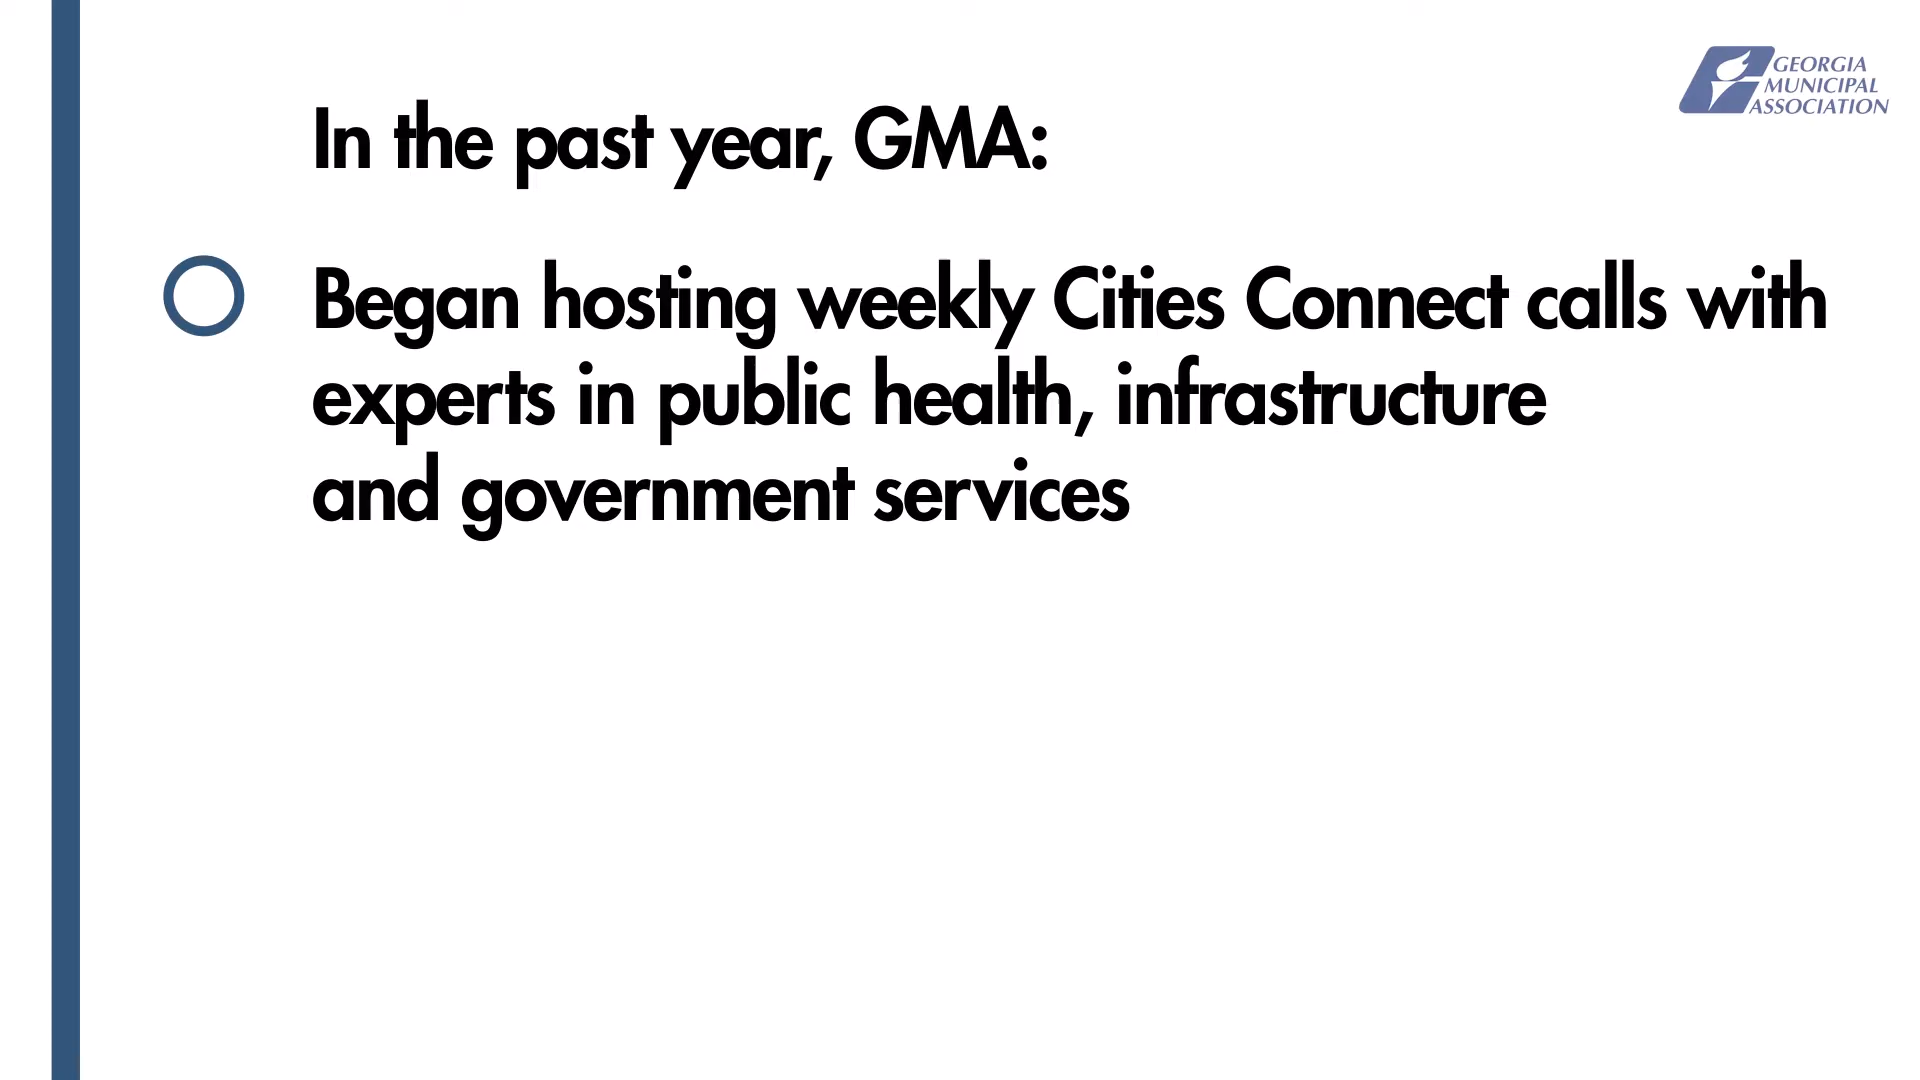 GEORGIA
MUNICIPAL
ASSOCIATION
In the past year, GMA:
Began hosting weekly Cities Connect calls with
experts in public health, infrastructure
and government services